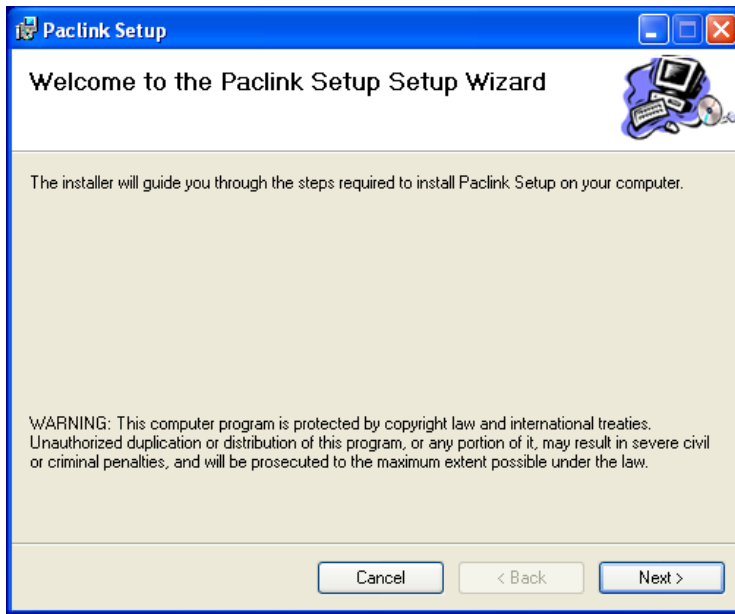 Paclink Setup
Welcome to the Paclink Setup Setup Wizard
The installer will guide you through the steps required to install Paclink Setup on your computer.
WARNING: This computer program is protected by copyright law and international treaties.
Unauthorized duplication or distribution of this program, or any portion of it, may result in severe civil
or criminal penalties, and will be prosecuted to the maximum extent possible under the law.
Cancel
< Back
Next >